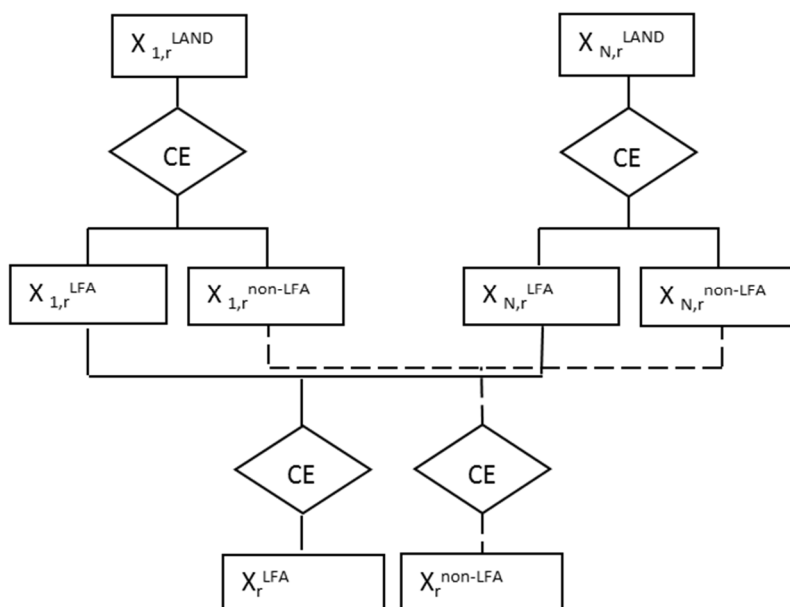 X 1,r LAND
X N,r LAND
CE
CE
X 1,r LFA
X 1,r non-LFA
X N,r LFA
X N,r non-LFA
CE
CE
X r LFA
X r non-LFA